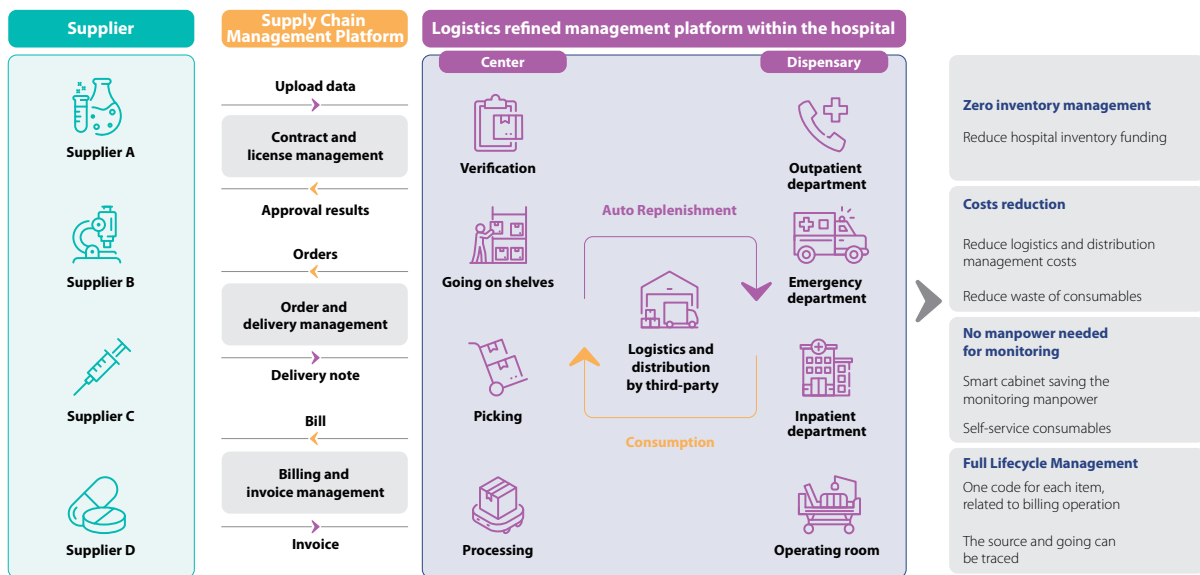 Supplier
Supplier A
Supplier B
Supplier C
Supplier D
Supply Chain
Management Platform
Upload data
Contract and
license management
Approval results
Orders
Order and
delivery management
Delivery note
Bill
Billing and
invoice management
Invoice
Logistics refined management platform within the hospital
Center
Verification
Going on shelves
Picking
Processing
Auto Replenishment
Logistics and
distribution
by third-party
Consumption
Dispensary
Outpatient
department
Emergency
department
Inpatient
department
Operating room
Zero inventory management
Reduce hospital inventory funding
Costs reduction
Reduce logistics and distribution
management costs
Reduce waste of consumables
No manpower needed
for monitoring
Smart cabinet saving the
monitoring manpower
Self-service consumables
Full Lifecycle Management
One code for each item,
related to billing operation
The source and going can
be traced